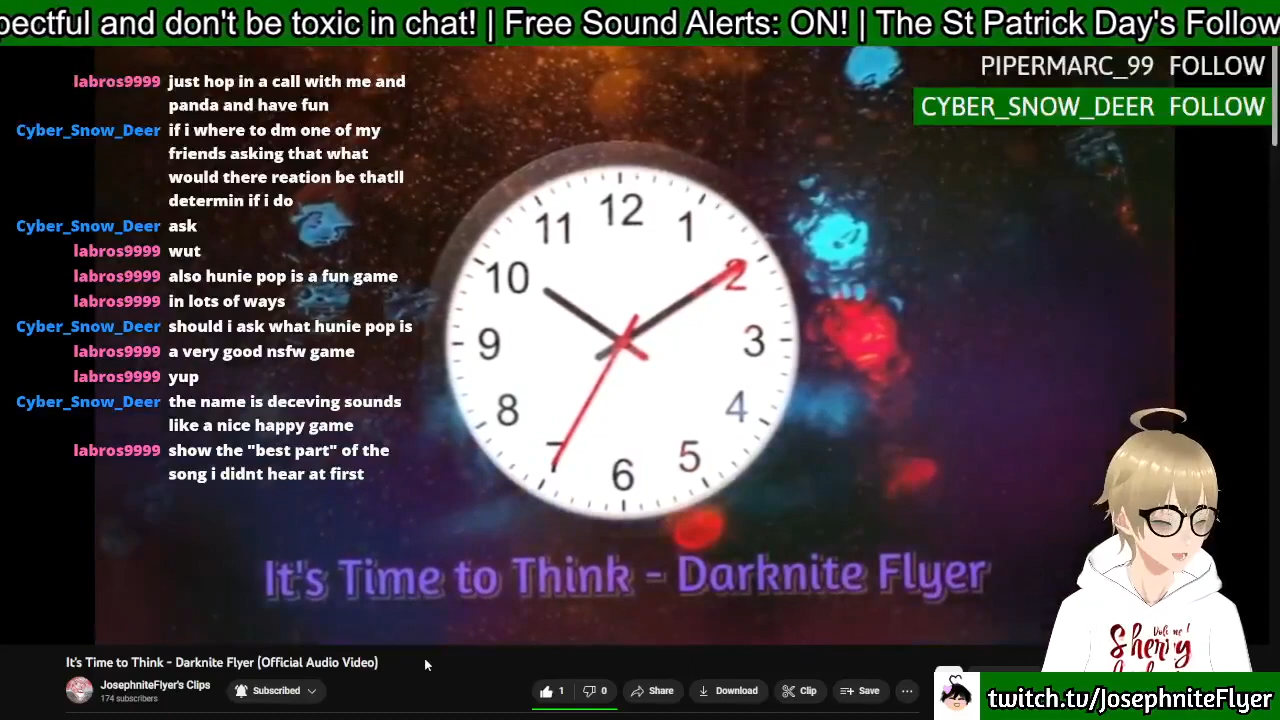 pectful and don't be toxic in chat! | Free Sound Alerts: ON! | The St Patrick Day's Follow
PIPERMARC_99 FOLLOW
CYBER_SNOW_DEER FOLLOW
labros9999 just hop in a call with me and
panda and have fun
Cyber_Snow_Deer if i where to dm one of my
friends asking that what
would there reation be thatll
determin if i do
Cyber_Snow_Deer ask
labros9999 wut
labros9999 also hunie pop is a fun game
labros9999 in lots of ways
Cyber_Snow_Deer should i ask what hunie pop is
labros9999 a very good nsfw game
labros9999 yup
Cyber_Snow_Deer the name is deceving sounds
like a nice happy game
labros9999 show the "best part" of the
song i didnt hear at first
12
11 1
10 2
9 3
8 4
7 5
6
It's Time to Think - Darknite Flyer
It's Time to Think - Darknite Flyer (Official Audio Video)
JosephniteFlyer's Clips
174 subscribers
Subscribed
1 0 Share Download Clip Save
Sherry
twitch.tv/JosephniteFlyer